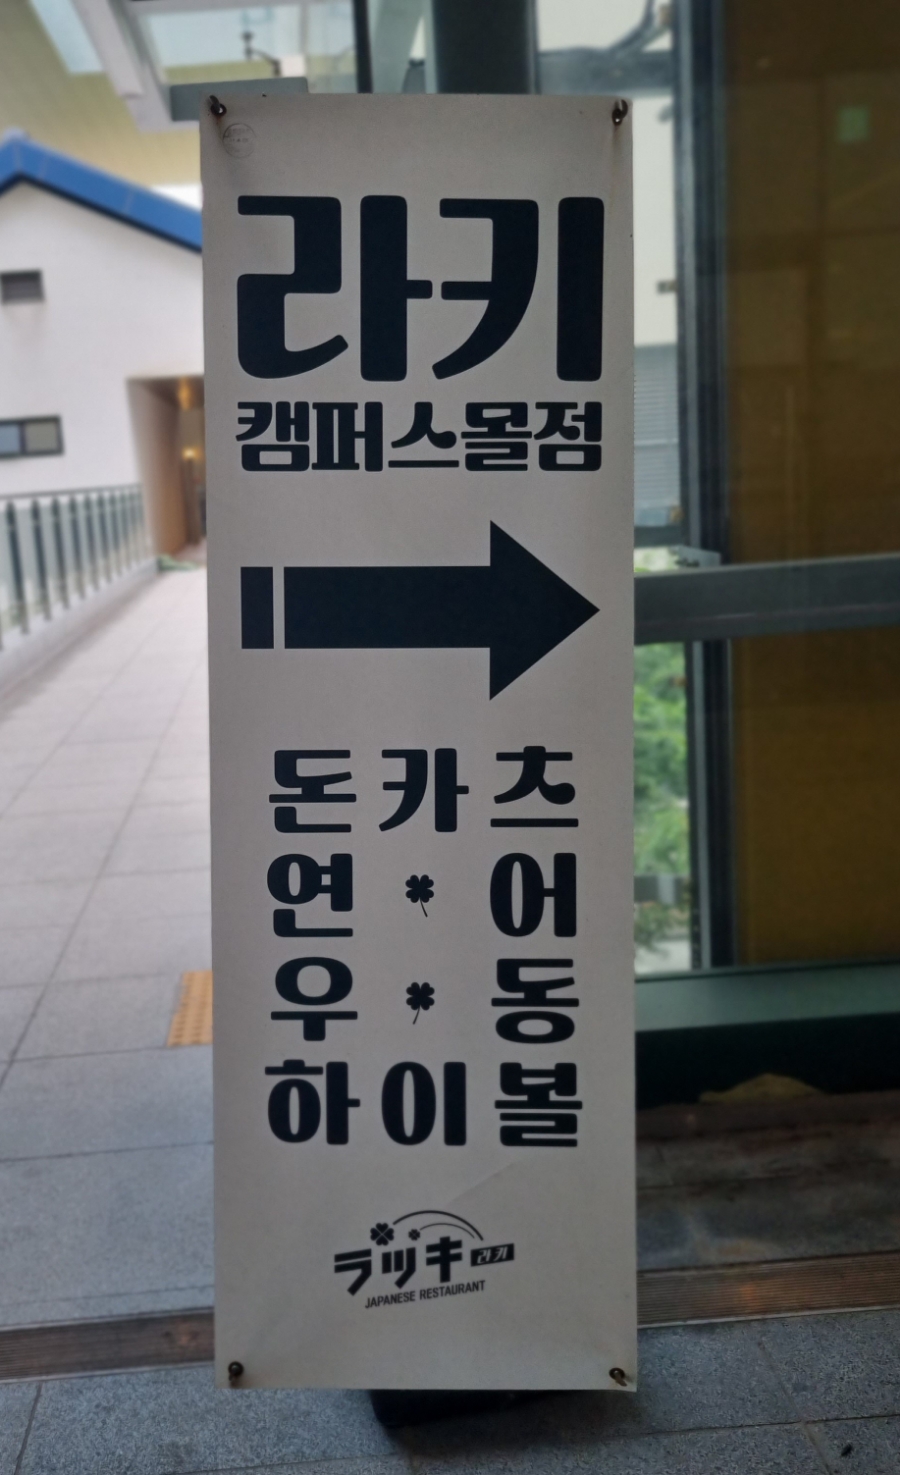 라키
캠퍼스몰점
돈카츠
연어
우동
하이볼
ラッキ 라키
JAPANESE RESTAURANT